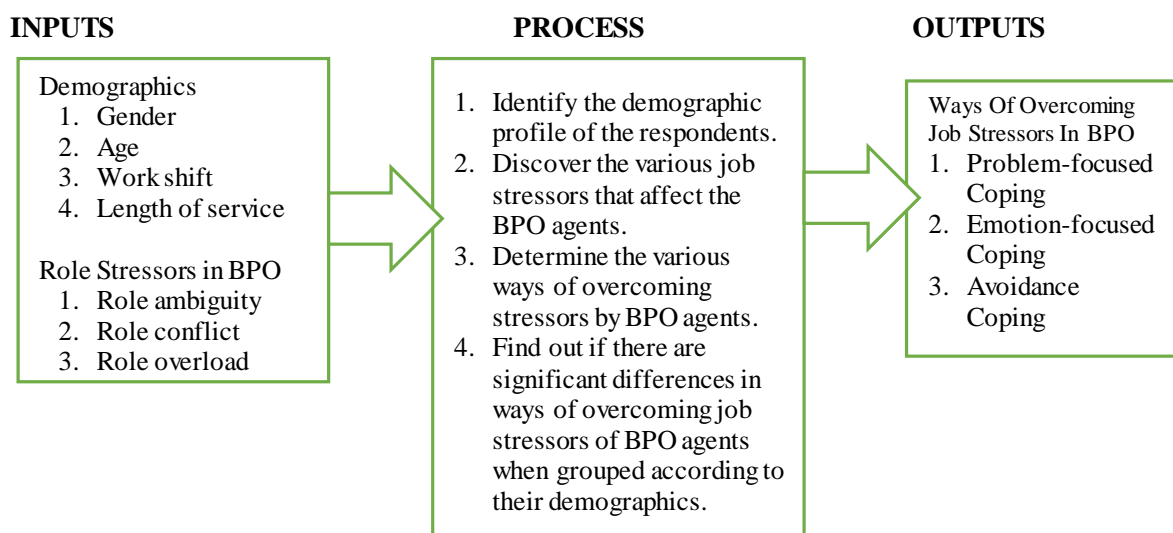 INPUTS
Demographics
1. Gender
2. Age
3. Work shift
4. Length of service
Role Stressors in BPO
1. Role ambiguity
2. Role conflict
3. Role overload
PROCESS
1. Identify the demographic
profile of the respondents.
2. Discover the various job
stressors that affect the
BPO agents.
3. Determine the various
ways of overcoming
stressors by BPO agents.
4. Find out if there are
significant differences in
ways of overcoming job
stressors of BPO agents
when grouped according to
their demographics.
OUTPUTS
Ways Of Overcoming
Job Stressors In BPO
1. Problem-focused
Coping
2. Emotion-focused
Coping
3. Avoidance
Coping